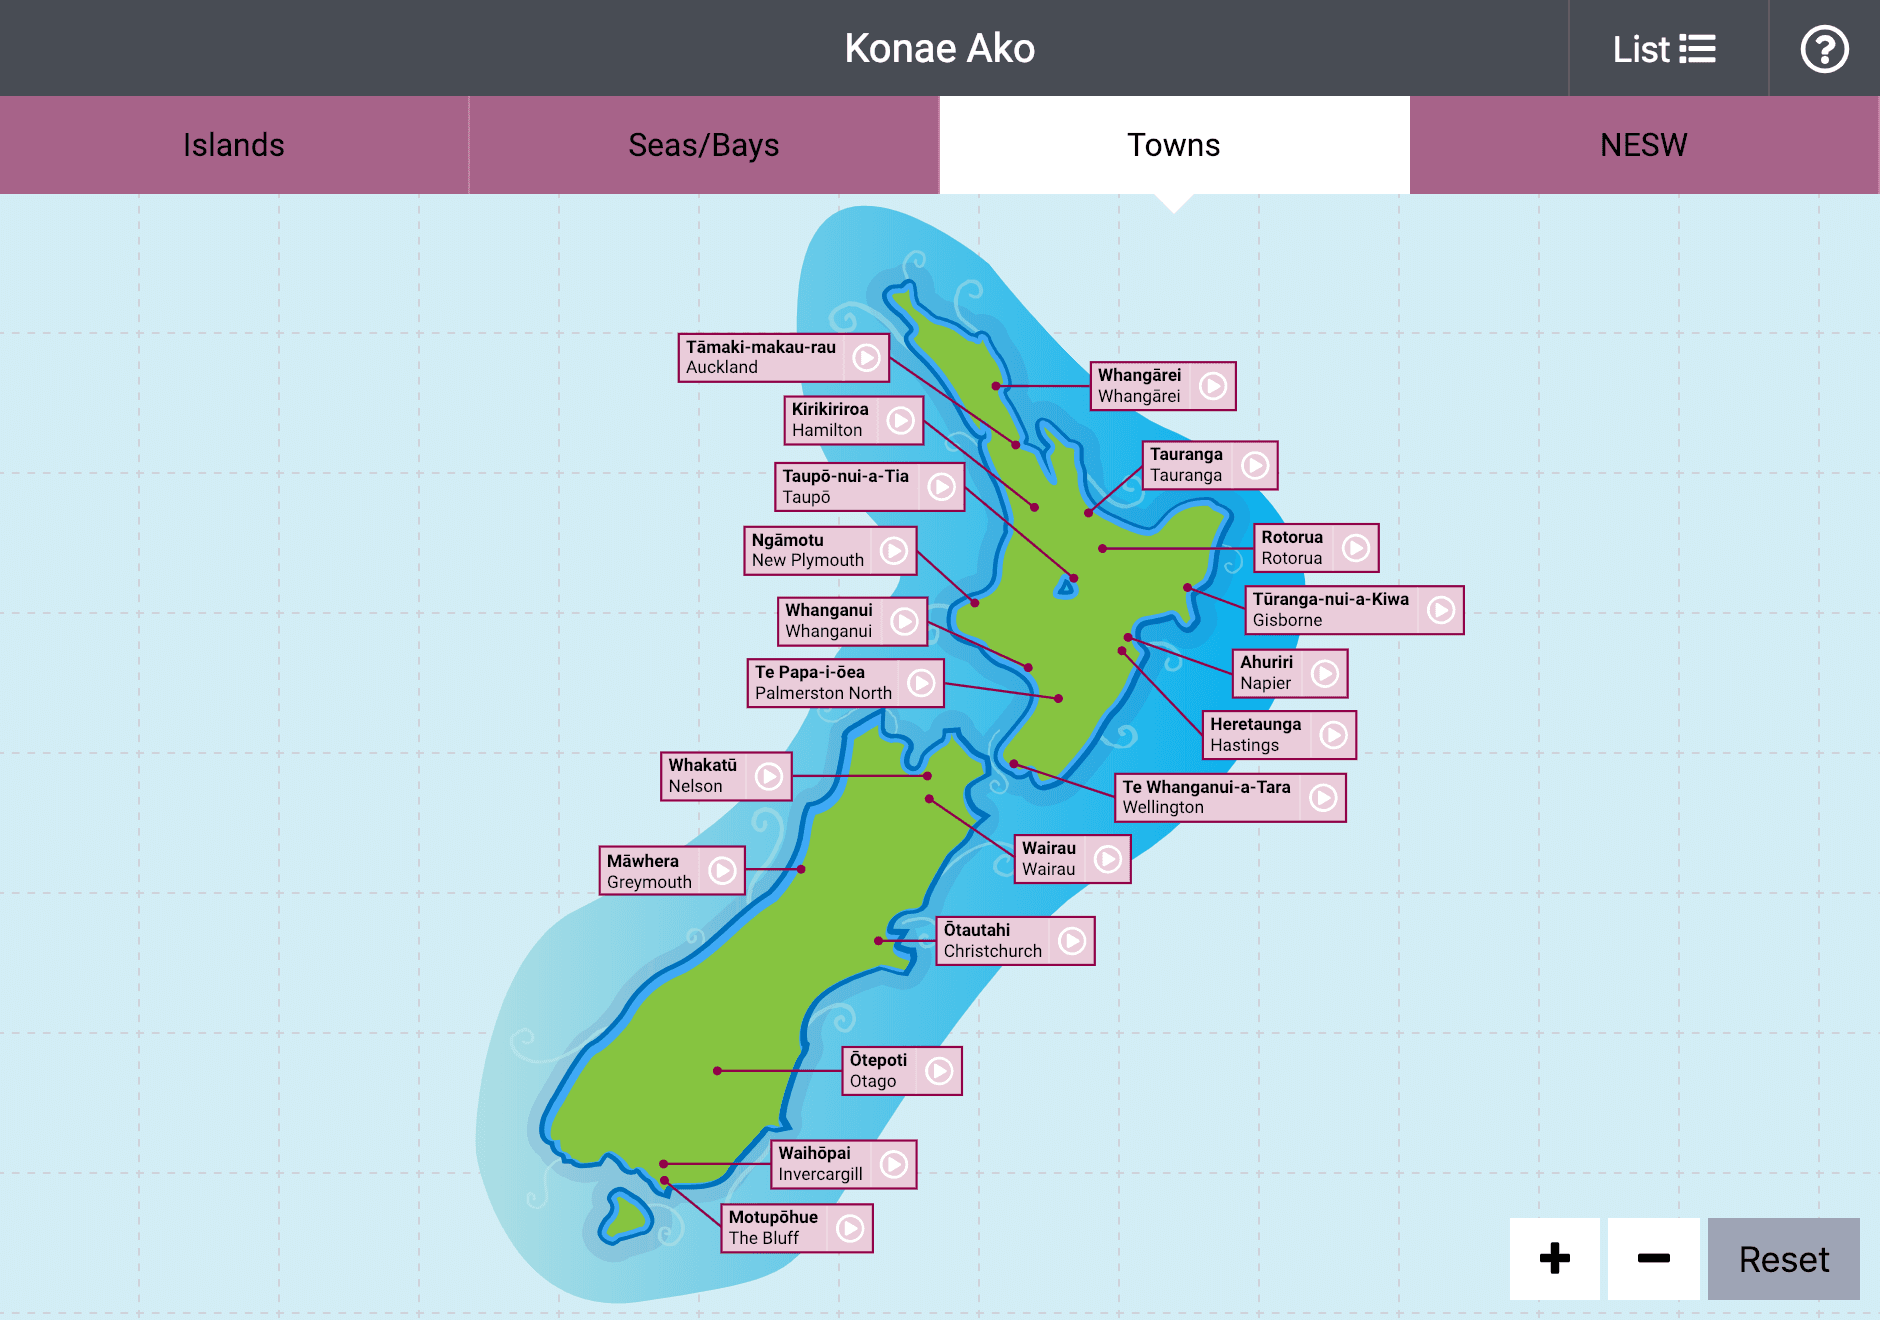 Konae Ako
List
Islands
Seas/Bays
Towns
NESW
Tāmaki-makau-rau
Auckland
Whangārei
Whangārei
Kirikiriroa
Hamilton
Tauranga
Tauranga
Taupō-nui-a-Tia
Taupō
Ngāmotu
New Plymouth
Rotorua
Rotorua
Tūranga-nui-a-Kiwa
Gisborne
Whanganui
Whanganui
Ahuriri
Napier
Te Papa-i-ōea
Palmerston North
Heretaunga
Hastings
Whakatū
Nelson
Te Whanganui-a-Tara
Wellington
Wairau
Wairau
Māwhera
Greymouth
Ōtautahi
Christchurch
Ōtepoti
Otago
Waihōpai
Invercargill
Motupōhue
The Bluff
Reset